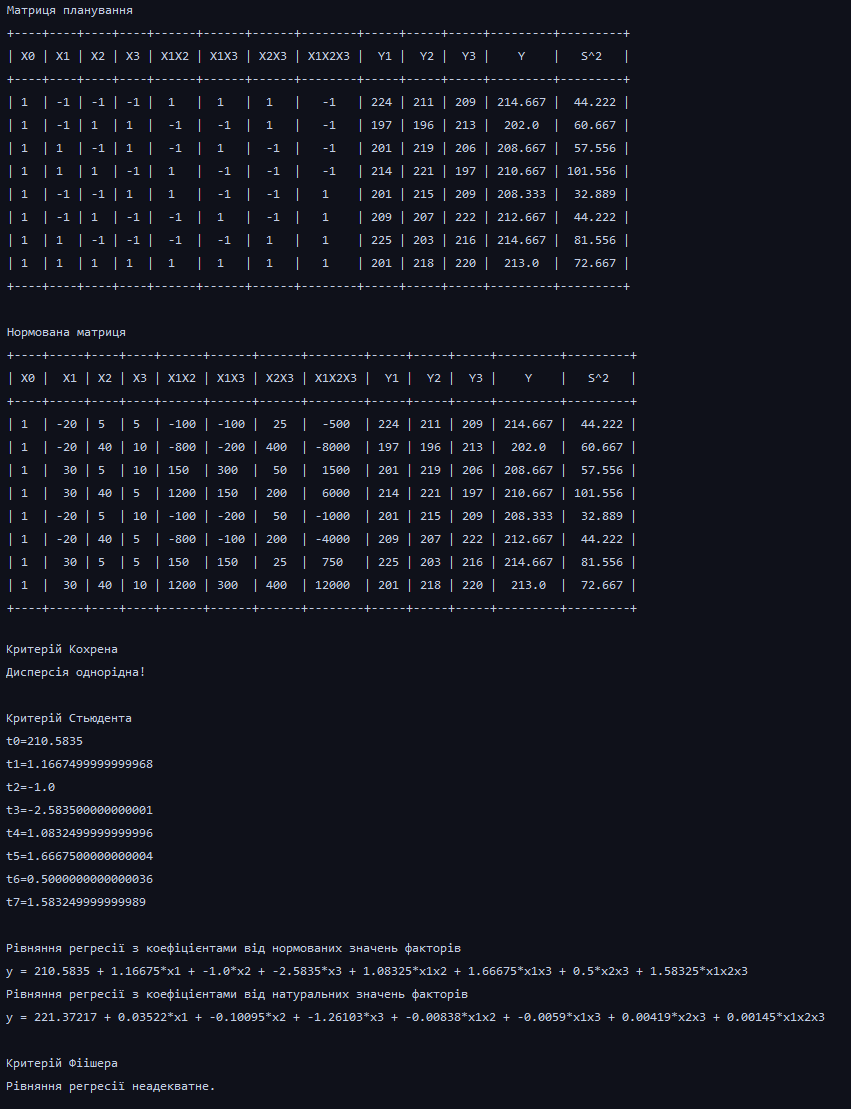 Матриця планування
+----+----+----+----+------+------+------+--------+-----+-----+-----+---------+---------+
| X0 | X1 | X2 | X3 | X1X2 | X1X3 | X2X3 | X1X2X3 |  Y1 |  Y2 |  Y3 |    Y    |   S^2   |
+----+----+----+----+------+------+------+--------+-----+-----+-----+---------+---------+
| 1  | -1 | -1 | -1 |  1   |  1   |  1   |   -1   | 224 | 211 | 209 | 214.667 |  44.222 |
| 1  | -1 | 1  | 1  |  -1  |  -1  |  1   |   -1   | 197 | 196 | 213 |  202.0  |  60.667 |
| 1  | 1  | -1 | 1  |  -1  |  1   |  -1  |   -1   | 201 | 219 | 206 | 208.667 |  57.556 |
| 1  | 1  | 1  | -1 |  1   |  -1  |  -1  |   -1   | 214 | 221 | 197 | 210.667 | 101.556 |
| 1  | -1 | -1 | 1  |  1   |  -1  |  -1  |   1    | 201 | 215 | 209 | 208.333 |  32.889 |
| 1  | -1 | 1  | -1 |  -1  |  1   |  -1  |   1    | 209 | 207 | 222 | 212.667 |  44.222 |
| 1  | 1  | -1 | -1 |  -1  |  -1  |  1   |   1    | 225 | 203 | 216 | 214.667 |  81.556 |
| 1  | 1  | 1  | 1  |  1   |  1   |  1   |   1    | 201 | 218 | 220 |  213.0  |  72.667 |
+----+----+----+----+------+------+------+--------+-----+-----+-----+---------+---------+
Нормована матриця
+----+-----+----+----+------+------+------+--------+-----+-----+-----+---------+---------+
| X0 |  X1 | X2 | X3 | X1X2 | X1X3 | X2X3 | X1X2X3 |  Y1 |  Y2 |  Y3 |    Y    |   S^2   |
+----+-----+----+----+------+------+------+--------+-----+-----+-----+---------+---------+
| 1  | -20 | 5  | 5  | -100 | -100 |  25  |  -500  | 224 | 211 | 209 | 214.667 |  44.222 |
| 1  | -20 | 40 | 10 | -800 | -200 | 400  | -8000  | 197 | 196 | 213 |  202.0  |  60.667 |
| 1  |  30 | 5  | 10 | 150  | 300  |  50  |  1500  | 201 | 219 | 206 | 208.667 |  57.556 |
| 1  |  30 | 40 | 5  | 1200 | 150  | 200  |  6000  | 214 | 221 | 197 | 210.667 | 101.556 |
| 1  | -20 | 5  | 10 | -100 | -200 |  50  | -1000  | 201 | 215 | 209 | 208.333 |  32.889 |
| 1  | -20 | 40 | 5  | -800 | -100 | 200  | -4000  | 209 | 207 | 222 | 212.667 |  44.222 |
| 1  |  30 | 5  | 5  | 150  | 150  |  25  |  750   | 225 | 203 | 216 | 214.667 |  81.556 |
| 1  |  30 | 40 | 10 | 1200 | 300  | 400  | 12000  | 201 | 218 | 220 |  213.0  |  72.667 |
+----+-----+----+----+------+------+------+--------+-----+-----+-----+---------+---------+
Критерій Кохрена
Дисперсія однорідна!
Критерій Стьюдента
t0=210.5835
t1=1.1667499999999968
t2=-1.0
t3=-2.583500000000001
t4=1.0832499999999996
t5=1.6667500000000004
t6=0.5000000000000036
t7=1.583249999999989
Рівняння регресії з коефіцієнтами від нормованих значень факторів
y = 210.5835 + 1.16675*x1 + -1.0*x2 + -2.5835*x3 + 1.08325*x1x2 + 1.66675*x1x3 + 0.5*x2x3 + 1.58325*x1x2x3
Рівняння регресії з коефіцієнтами від натуральних значень факторів
y = 221.37217 + 0.03522*x1 + -0.10095*x2 + -1.26103*x3 + -0.00838*x1x2 + -0.0059*x1x3 + 0.00419*x2x3 + 0.00145*x1x2x3
Критерій Фіішера
Рівняння регресії неадекватне.